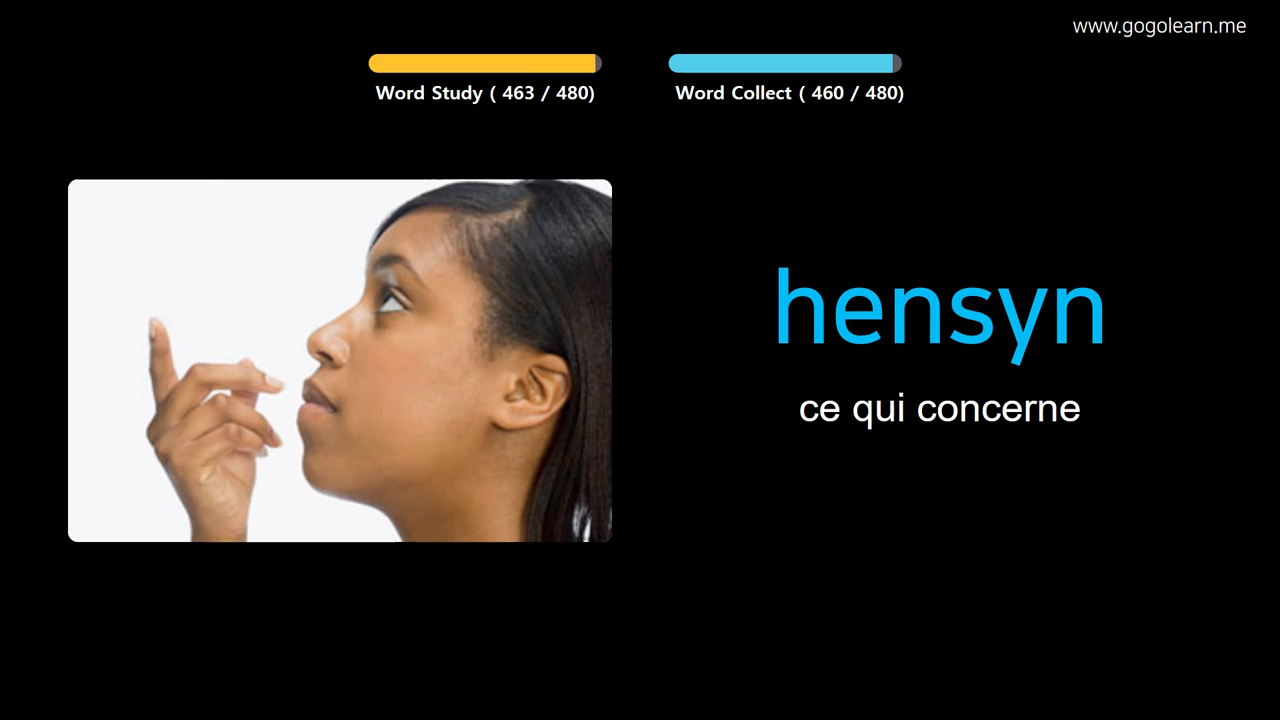 www.gogolearn.me
Word Study ( 463 / 480)
Word Collect ( 460 / 480)
hensyn
ce qui concerne